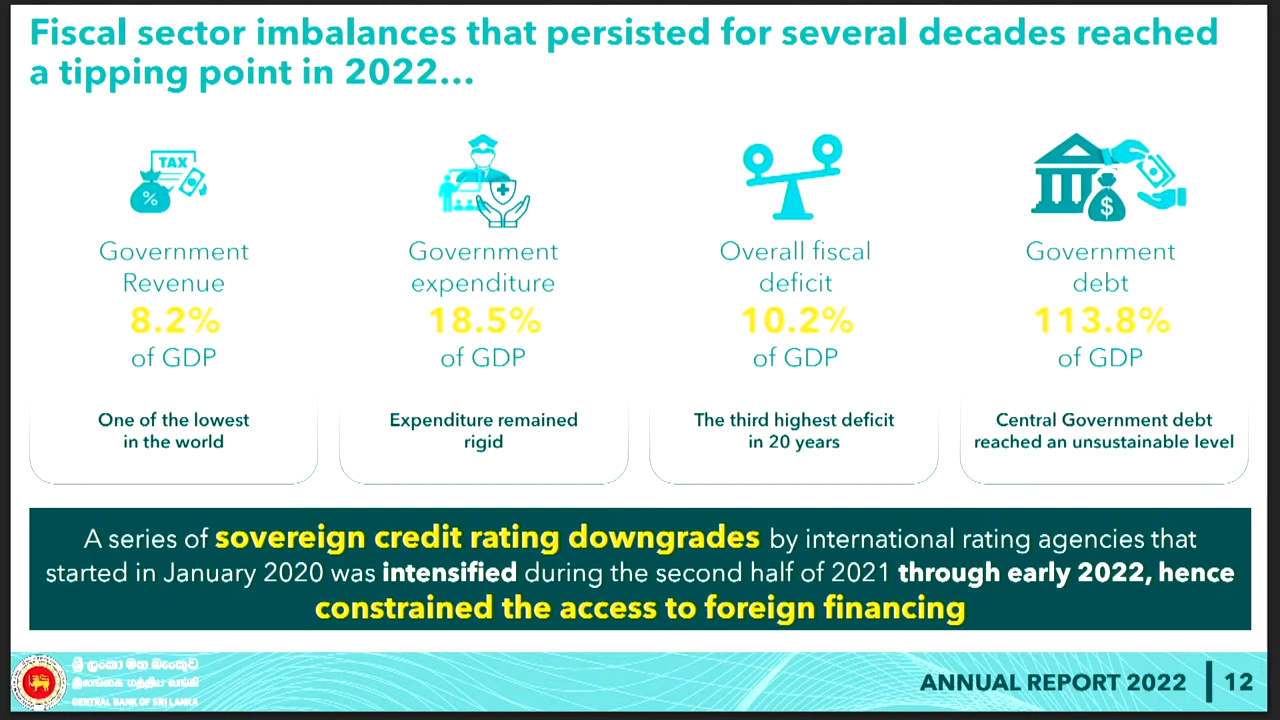 Fiscal sector imbalances that persisted for several decades reached
a tipping point in 2022...
TAX
%
$
Government
Revenue
8.2%
of GDP
One of the lowest
in the world
Government
expenditure
18.5%
of GDP
Expenditure remained
rigid
Overall fiscal
deficit
10.2%
of GDP
The third highest deficit
in 20 years
Government
debt
113.8%
of GDP
Central Government debt
reached an unsustainable level
A series of sovereign credit rating downgrades by international rating agencies that
started in January 2020 was intensified during the second half of 2021 through early 2022, hence
constrained the access to foreign financing
ශ්‍රී ලංකා මහ බැංකුව
இலங்கை மத்திய வங்கி
CENTRAL BANK OF SRI LANKA
ANNUAL REPORT 2022 | 12